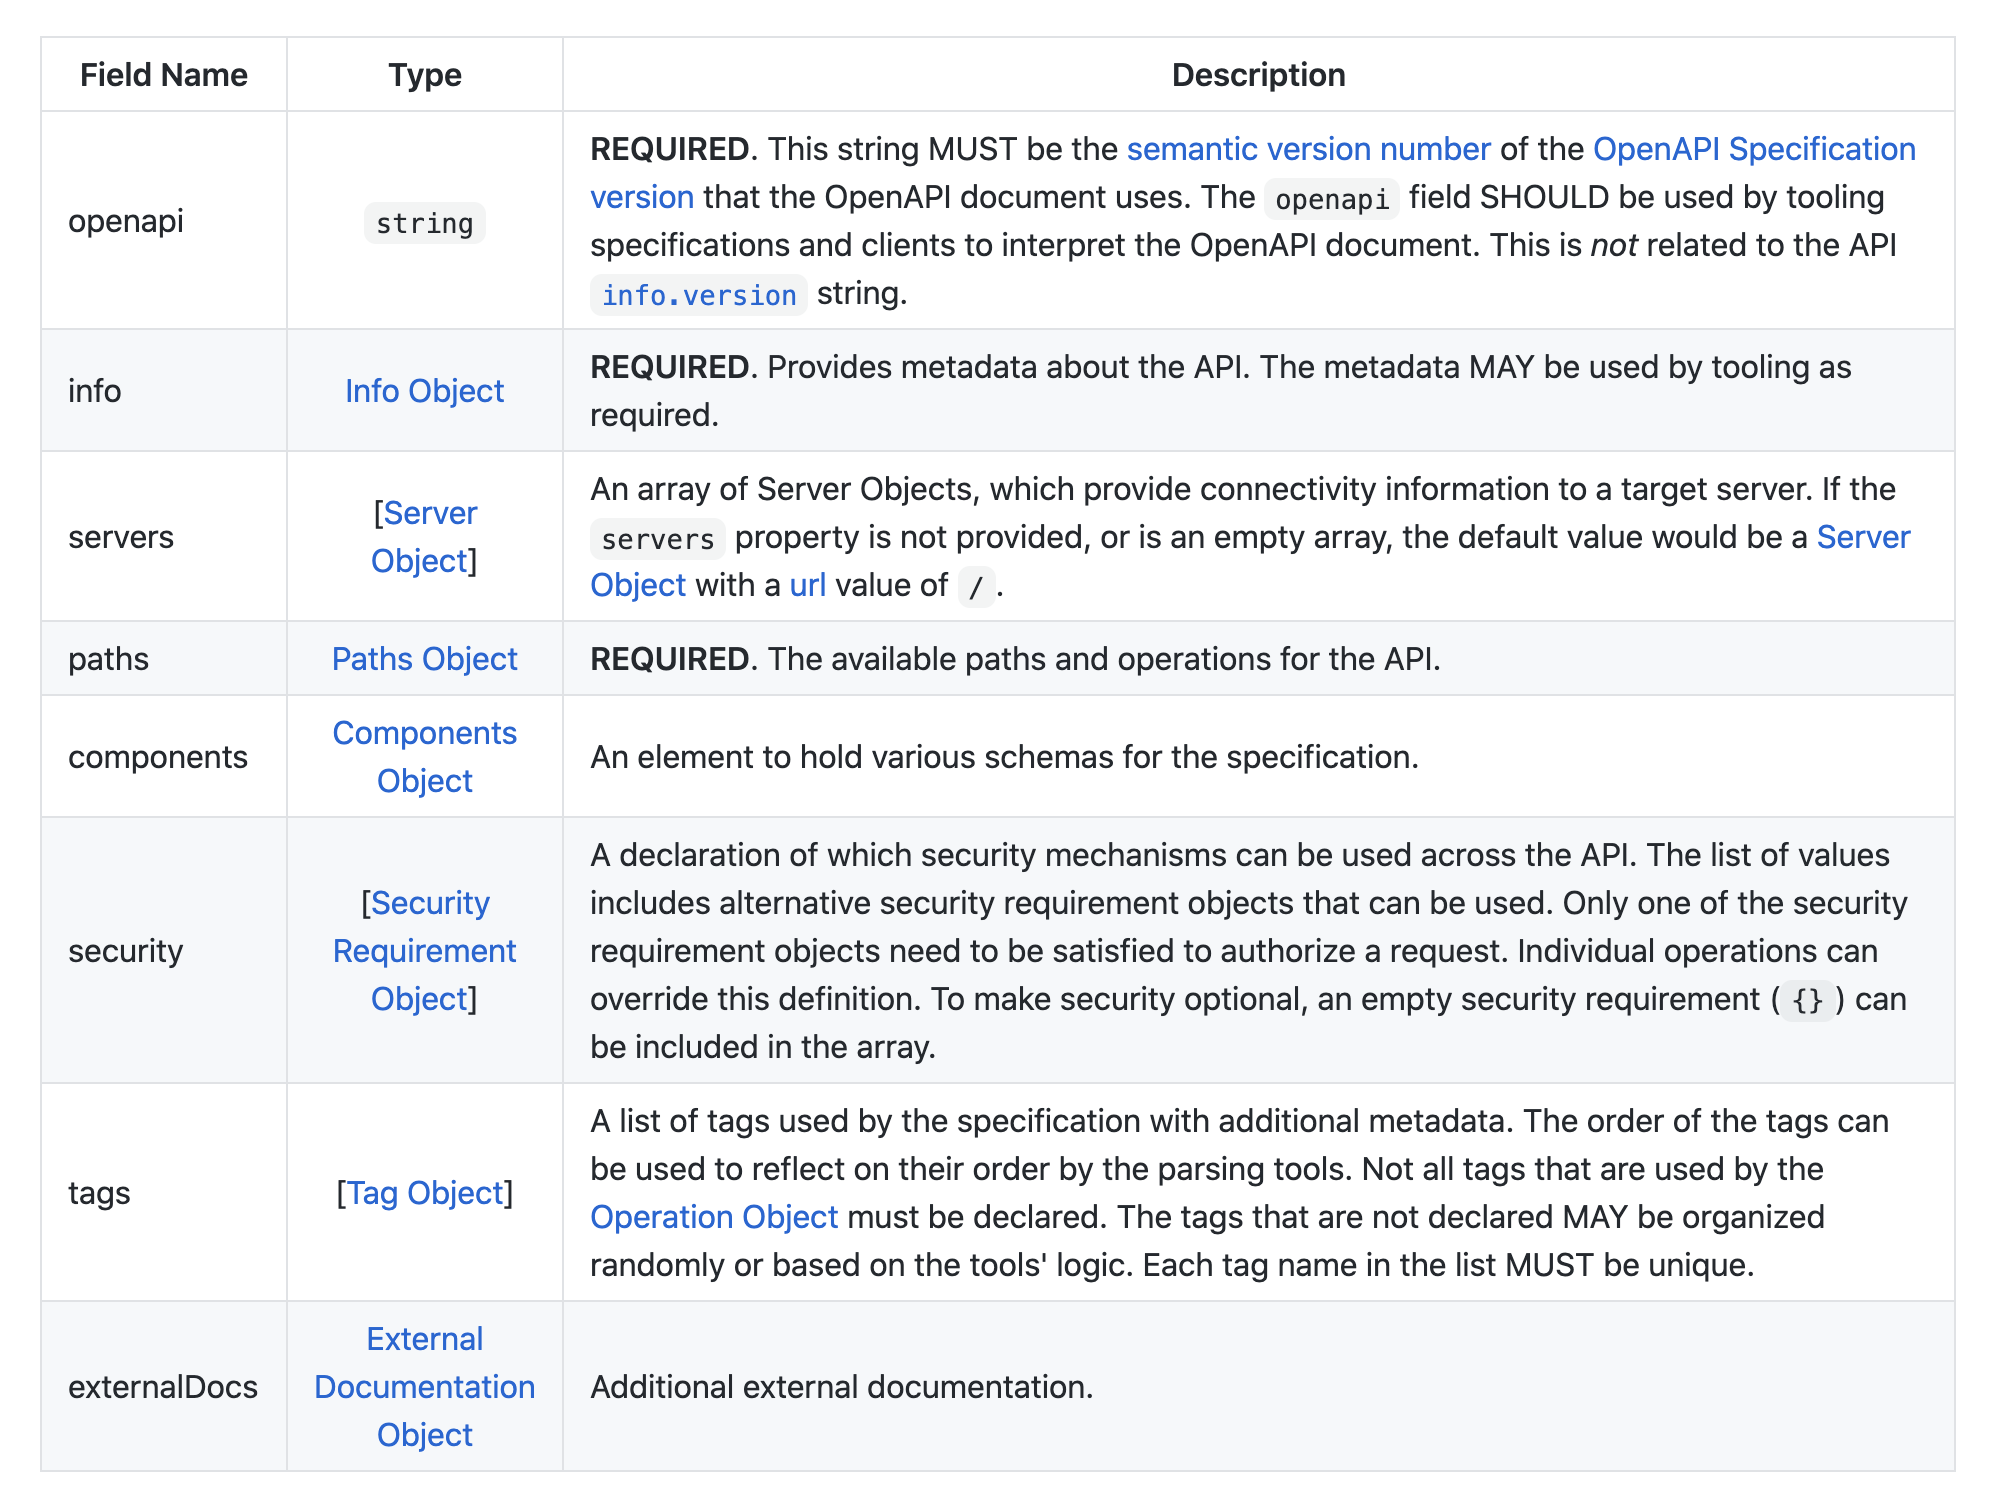 Field Name Type Description
openapi
string
REQUIRED. This string MUST be the semantic version number of the OpenAPI Specification
version that the OpenAPI document uses. The openapi field SHOULD be used by tooling
specifications and clients to interpret the OpenAPI document. This is not related to the API
info.version string.
info
Info Object
REQUIRED. Provides metadata about the API. The metadata MAY be used by tooling as
required.
servers
[Server
Object]
An array of Server Objects, which provide connectivity information to a target server. If the
servers property is not provided, or is an empty array, the default value would be a Server
Object with a url value of /.
paths
Paths Object
REQUIRED. The available paths and operations for the API.
components
Components
Object
An element to hold various schemas for the specification.
security
[Security
Requirement
Object]
A declaration of which security mechanisms can be used across the API. The list of values
includes alternative security requirement objects that can be used. Only one of the security
requirement objects need to be satisfied to authorize a request. Individual operations can
override this definition. To make security optional, an empty security requirement ({}) can
be included in the array.
tags
[Tag Object]
A list of tags used by the specification with additional metadata. The order of the tags can
be used to reflect on their order by the parsing tools. Not all tags that are used by the
Operation Object must be declared. The tags that are not declared MAY be organized
randomly or based on the tools' logic. Each tag name in the list MUST be unique.
externalDocs
External
Documentation
Object
Additional external documentation.